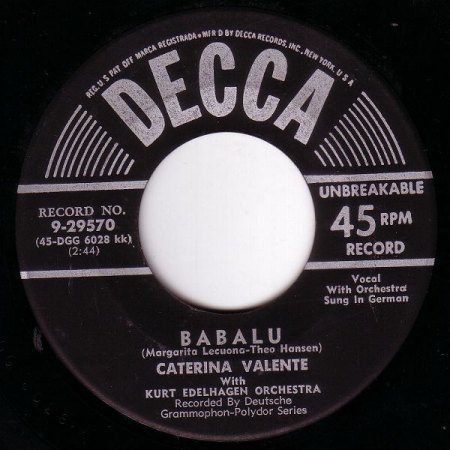 REG. U S PAT OFF MARCA REGISTRADA • MF'R D BY DECCA RECORDS, INC., NEW YORK, U S A
DECCA
RECORD NO.
9-29570
(45-DGG 6028 kk)
(2:44)
UNBREAKABLE
45 RPM
RECORD
Vocal
With Orchestra
Sung in German
BABALU
(Margarita Lecuona-Theo Hansen)
CATERINA VALENTE
With
KURT EDELHAGEN ORCHESTRA
Recorded By Deutsche
Grammophon-Polydor Series